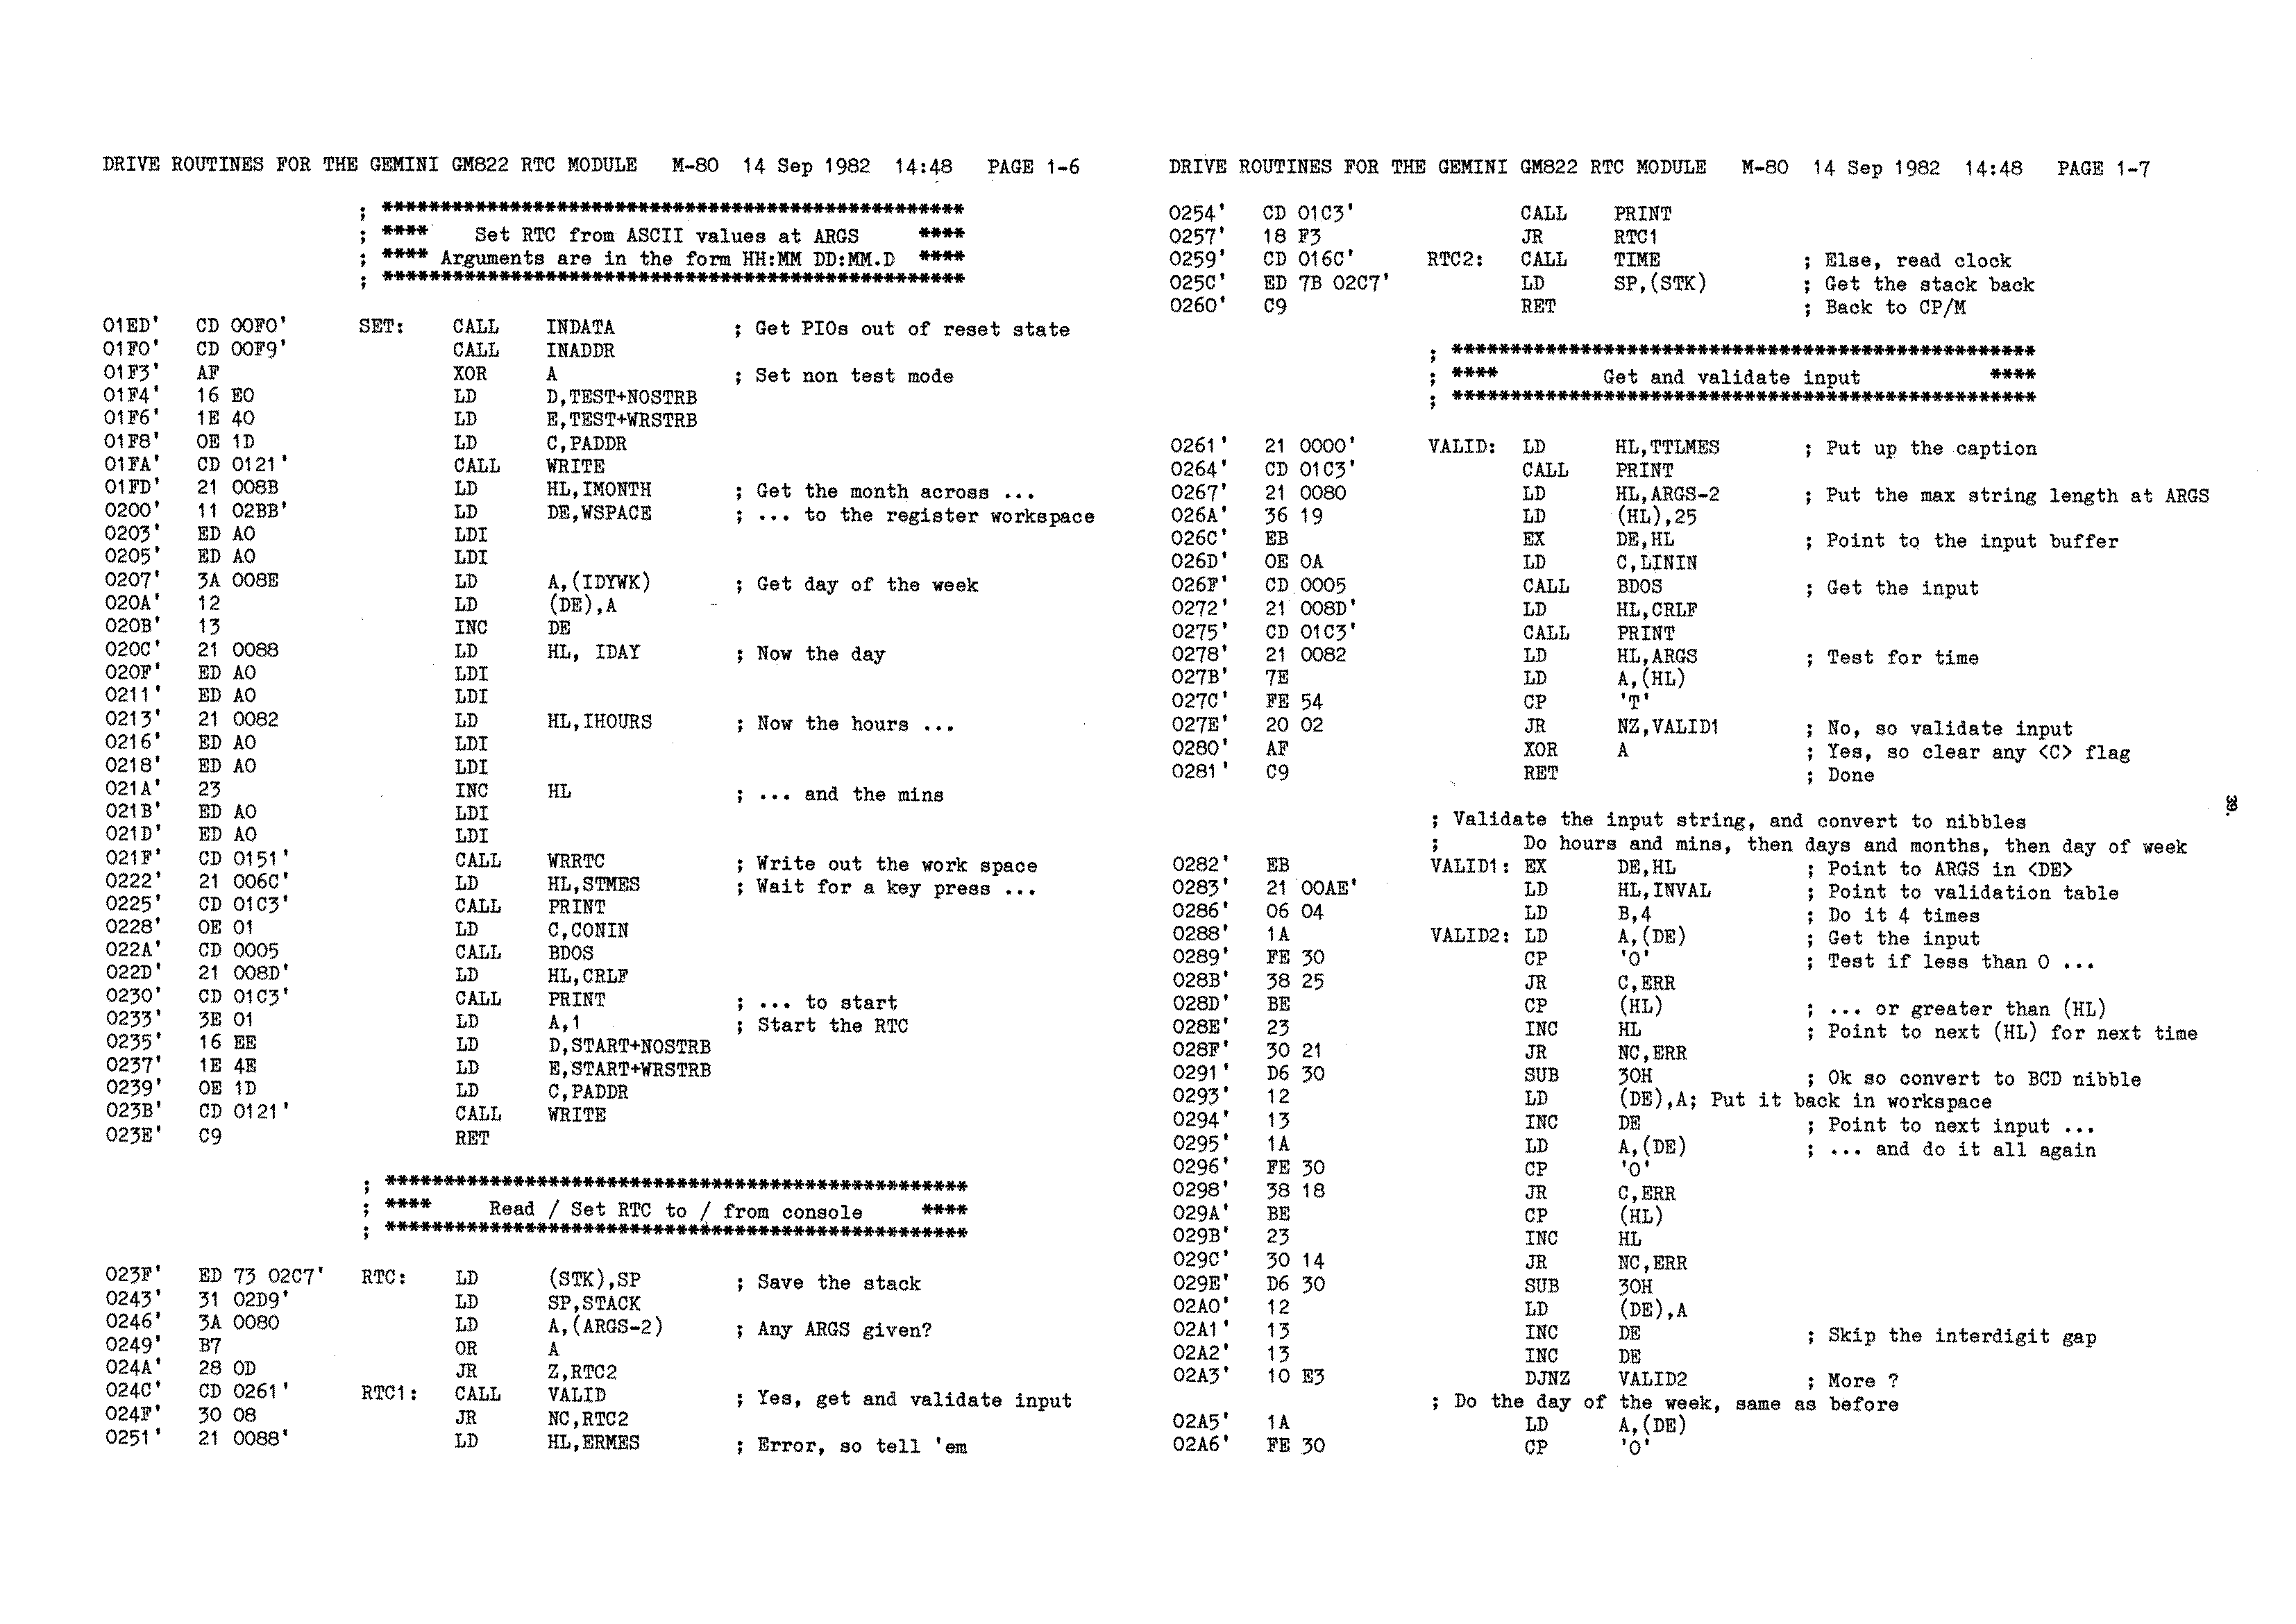 DRIVE ROUTINES FOR THE GEMINI GM822 RTC MODULE   M-80  14 Sep 1982  14:48   PAGE 1-6
; **************************************************
; ****    Set RTC from ASCII values at ARGS     ****
; **** Arguments are in the form HH:MM DD:MM.D  ****
; **************************************************
01ED'   CD 00F0'   SET:   CALL   INDATA   ; Get PIOs out of reset state
01F0'   CD 00F9'   CALL   INADDR
01F3'   AF   XOR   A   ; Set non test mode
01F4'   16 E0   LD   D,TEST+NOSTRB
01F6'   1E 40   LD   E,TEST+WRSTRB
01F8'   0E 1D   LD   C,PADDR
01FA'   CD 0121'   CALL   WRITE
01FD'   21 008B   LD   HL,IMONTH   ; Get the month across ...
0200'   11 02BB'   LD   DE,WSPACE   ; ... to the register workspace
0203'   ED A0   LDI
0205'   ED A0   LDI
0207'   3A 008E   LD   A,(IDYWK)   ; Get day of the week
020A'   12   LD   (DE),A
020B'   13   INC   DE
020C'   21 0088   LD   HL, IDAY   ; Now the day
020F'   ED A0   LDI
0211'   ED A0   LDI
0213'   21 0082   LD   HL,IHOURS   ; Now the hours ...
0216'   ED A0   LDI
0218'   ED A0   LDI
021A'   23   INC   HL   ; ... and the mins
021B'   ED A0   LDI
021D'   ED A0   LDI
021F'   CD 0151'   CALL   WRRTC   ; Write out the work space
0222'   21 006C'   LD   HL,STMES   ; Wait for a key press ...
0225'   CD 01C3'   CALL   PRINT
0228'   0E 01   LD   C,CONIN
022A'   CD 0005   CALL   BDOS
022D'   21 008D'   LD   HL,CRLF
0230'   CD 01C3'   CALL   PRINT   ; ... to start
0233'   3E 01   LD   A,1   ; Start the RTC
0235'   16 EE   LD   D,START+NOSTRB
0237'   1E 4E   LD   E,START+WRSTRB
0239'   0E 1D   LD   C,PADDR
023B'   CD 0121'   CALL   WRITE
023E'   C9   RET
; **************************************************
; ****     Read / Set RTC to / from console     ****
; **************************************************
023F'   ED 73 02C7'   RTC:   LD   (STK),SP   ; Save the stack
0243'   31 02D9'   LD   SP,STACK
0246'   3A 0080   LD   A,(ARGS-2)   ; Any ARGS given?
0249'   B7   OR   A
024A'   28 0D   JR   Z,RTC2
024C'   CD 0261'   RTC1:   CALL   VALID   ; Yes, get and validate input
024F'   30 08   JR   NC,RTC2
0251'   21 0088'   LD   HL,ERMES   ; Error, so tell 'em
DRIVE ROUTINES FOR THE GEMINI GM822 RTC MODULE   M-80  14 Sep 1982  14:48   PAGE 1-7
0254'   CD 01C3'   CALL   PRINT
0257'   18 F3   JR   RTC1
0259'   CD 016C'   RTC2:   CALL   TIME   ; Else, read clock
025C'   ED 7B 02C7'   LD   SP,(STK)   ; Get the stack back
0260'   C9   RET   ; Back to CP/M
; **************************************************
; ****         Get and validate input           ****
; **************************************************
0261'   21 0000'   VALID:   LD   HL,TTLMES   ; Put up the caption
0264'   CD 01C3'   CALL   PRINT
0267'   21 0080   LD   HL,ARGS-2   ; Put the max string length at ARGS
026A'   36 19   LD   (HL),25
026C'   EB   EX   DE,HL   ; Point to the input buffer
026D'   0E 0A   LD   C,LININ
026F'   CD 0005   CALL   BDOS   ; Get the input
0272'   21 008D'   LD   HL,CRLF
0275'   CD 01C3'   CALL   PRINT
0278'   21 0082   LD   HL,ARGS   ; Test for time
027B'   7E   LD   A,(HL)
027C'   FE 54   CP   'T'
027E'   20 02   JR   NZ,VALID1   ; No, so validate input
0280'   AF   XOR   A   ; Yes, so clear any <C> flag
0281'   C9   RET   ; Done
; Validate the input string, and convert to nibbles
;       Do hours and mins, then days and months, then day of week
0282'   EB   VALID1: EX   DE,HL   ; Point to ARGS in <DE>
0283'   21 00AE'   LD   HL,INVAL   ; Point to validation table
0286'   06 04   LD   B,4   ; Do it 4 times
0288'   1A   VALID2: LD   A,(DE)   ; Get the input
0289'   FE 30   CP   '0'   ; Test if less than 0 ...
028B'   38 25   JR   C,ERR
028D'   BE   CP   (HL)   ; ... or greater than (HL)
028E'   23   INC   HL   ; Point to next (HL) for next time
028F'   30 21   JR   NC,ERR
0291'   D6 30   SUB   30H   ; Ok so convert to BCD nibble
0293'   12   LD   (DE),A; Put it back in workspace
0294'   13   INC   DE   ; Point to next input ...
0295'   1A   LD   A,(DE)   ; ... and do it all again
0296'   FE 30   CP   '0'
0298'   38 18   JR   C,ERR
029A'   BE   CP   (HL)
029B'   23   INC   HL
029C'   30 14   JR   NC,ERR
029E'   D6 30   SUB   30H
02A0'   12   LD   (DE),A
02A1'   13   INC   DE   ; Skip the interdigit gap
02A2'   13   INC   DE
02A3'   10 E3   DJNZ   VALID2   ; More ?
; Do the day of the week, same as before
02A5'   1A   LD   A,(DE)
02A6'   FE 30   CP   '0'
39.